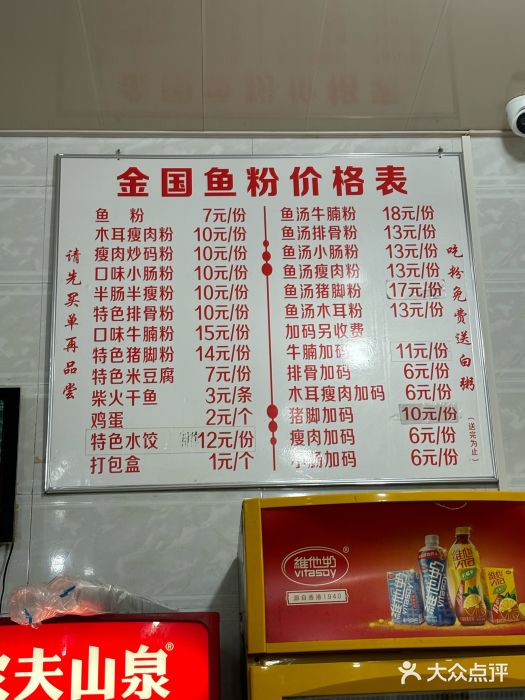 金国鱼粉价格表
鱼 粉 7元/份
木耳瘦肉粉 10元/份
瘦肉炒码粉 10元/份
口味小肠粉 10元/份
半肠半瘦粉 10元/份
特色排骨粉 10元/份
口味牛腩粉 15元/份
特色猪脚粉 14元/份
特色米豆腐 7元/份
柴火干鱼 3元/条
鸡蛋 2元/个
特色水饺 12元/份
打包盒 1元/个
鱼汤牛腩粉 18元/份
鱼汤排骨粉 13元/份
鱼汤小肠粉 13元/份
鱼汤瘦肉粉 13元/份
鱼汤猪脚粉 17元/份
鱼汤木耳粉 13元/份
加码另收费
牛腩加码 11元/份
排骨加码 6元/份
木耳瘦肉加码 6元/份
猪脚加码 10元/份
瘦肉加码 6元/份
小肠加码 6元/份
请先买单再品尝
吃粉免费送白粥
(送完为止)
維他奶
vitasoy
源自香港1940
夫山泉
大众点评